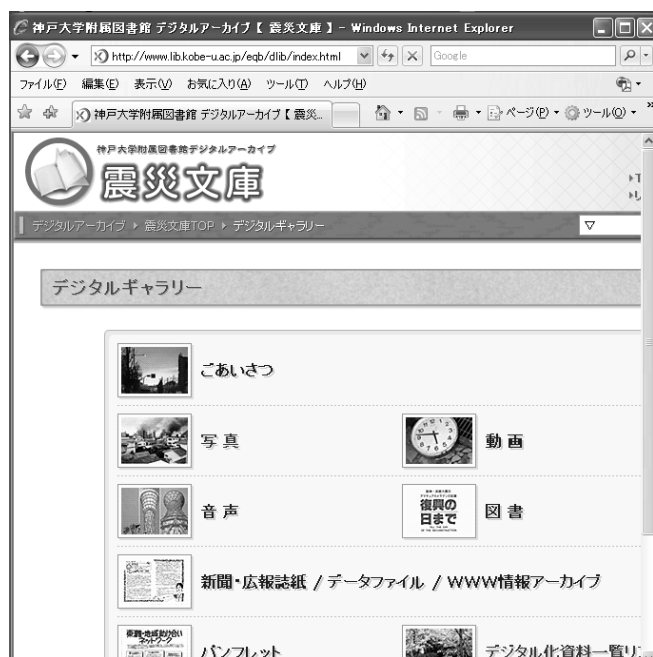 神戸大学附属図書館 デジタルアーカイブ【 震災文庫 】 - Windows Internet Explorer
http://www.lib.kobe-u.ac.jp/eqb/dlib/index.html
Google
ファイル(F) 編集(E) 表示(V) お気に入り(A) ツール(T) ヘルプ(H)
神戸大学附属図書館 デジタルアーカイブ【 震災...
ページ(P) ツール(O) »
神戸大学附属図書館デジタルアーカイブ
震災文庫
デジタルアーカイブ ▸ 震災文庫TOP ▸ デジタルギャラリー
デジタルギャラリー
ごあいさつ
写真 動画
音声 図書
復興の
日まで
新聞・広報誌紙 / データファイル / WWW情報アーカイブ
パンフレット デジタル化資料一覧リ